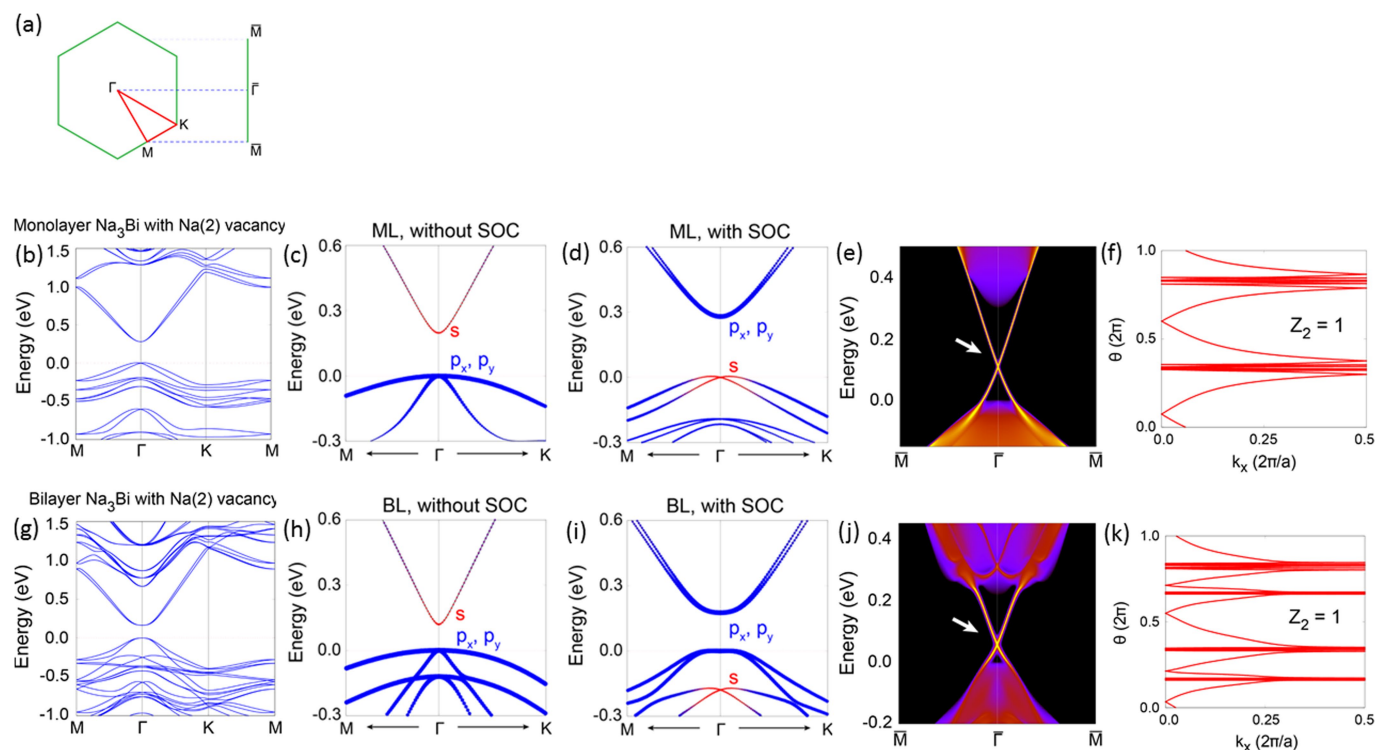 (a)
M̅
Γ
Γ̅
K
M
M̅
Monolayer Na₃Bi with Na(2) vacancy
(b)
1.5
1.0
0.5
0.0
-0.5
-1.0
Energy (eV)
M Γ K M
ML, without SOC
(c)
0.6
0.3
0.0
-0.3
Energy (eV)
s
pₓ, pᵧ
M Γ K
ML, with SOC
(d)
0.6
0.3
0.0
-0.3
Energy (eV)
pₓ, pᵧ
s
M Γ K
(e)
0.4
0.2
0.0
Energy (eV)
M̅ Γ̅ M̅
(f)
1.0
0.5
0.0
θ (2π)
Z₂ = 1
0.0 0.25 0.5
kₓ (2π/a)
Bilayer Na₃Bi with Na(2) vacancy
(g)
1.5
1.0
0.5
0.0
-0.5
-1.0
Energy (eV)
M Γ K M
BL, without SOC
(h)
0.6
0.3
0.0
-0.3
Energy (eV)
s
pₓ, pᵧ
M Γ K
BL, with SOC
(i)
0.6
0.3
0.0
-0.3
Energy (eV)
pₓ, pᵧ
s
M Γ K
(j)
0.4
0.2
0.0
-0.2
Energy (eV)
M̅ Γ̅ M̅
(k)
1.0
0.5
0.0
θ (2π)
Z₂ = 1
0.0 0.25 0.5
kₓ (2π/a)